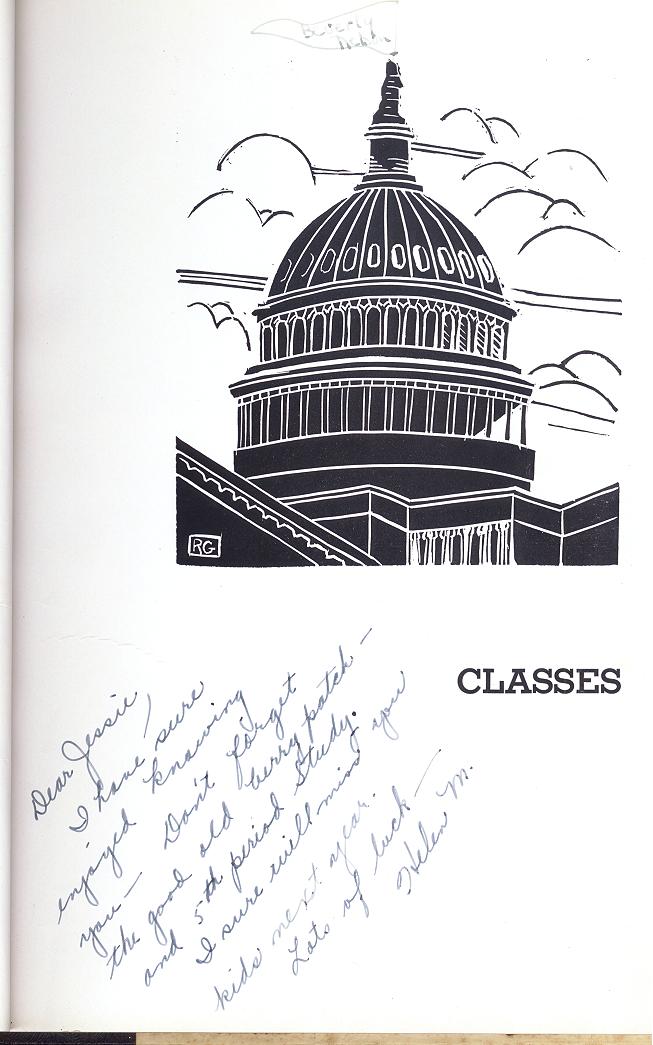 Beverly
RG
CLASSES
Dear Jessie,
I have sure
enjoyed knowing
you — Don't forget
the good old berry patch —
and 5th period Study.
I sure will miss you
kids next year.
Lots of luck —
Helen M.